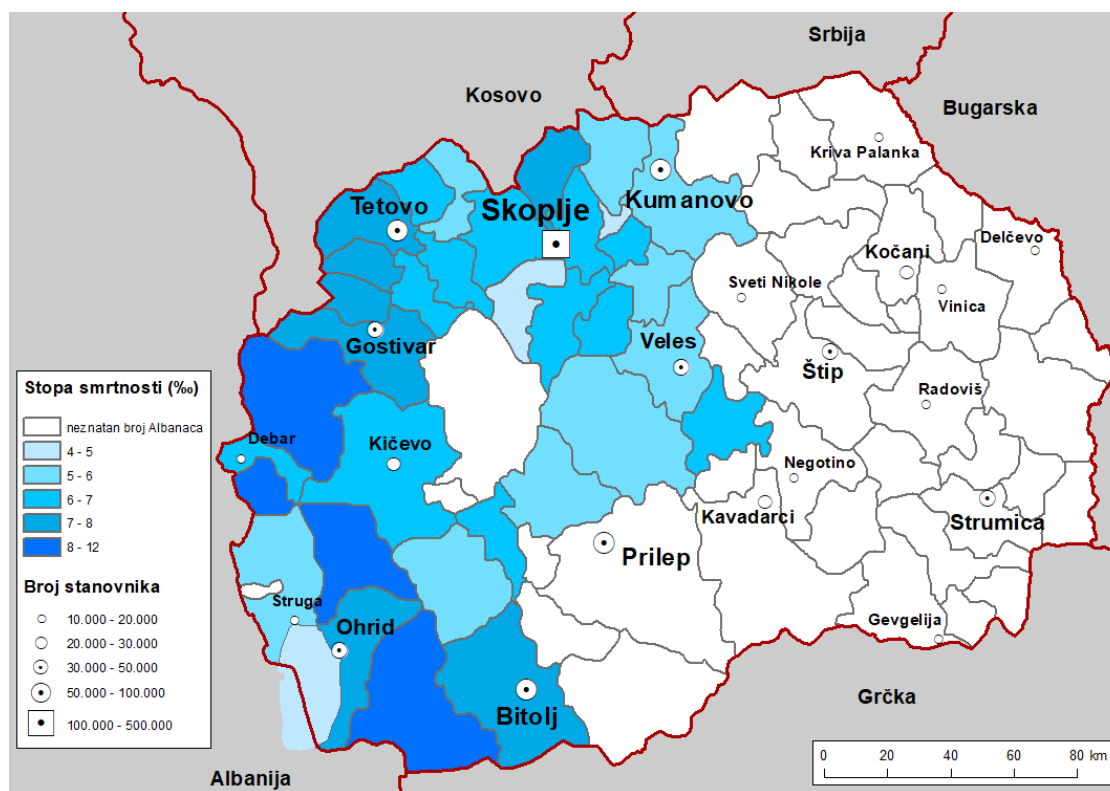 Srbija
Kosovo
Bugarska
Kriva Palanka
Tetovo
Skoplje
Kumanovo
Kočani
Delčevo
Sveti Nikole
Vinica
Gostivar
Veles
Štip
Radoviš
Debar
Kičevo
Negotino
Kavadarci
Strumica
Prilep
Struga
Ohrid
Gevgelija
Bitolj
Grčka
Albanija
Stopa smrtnosti (‰)
neznatan broj Albanaca
4 - 5
5 - 6
6 - 7
7 - 8
8 - 12
Broj stanovnika
10.000 - 20.000
20.000 - 30.000
30.000 - 50.000
50.000 - 100.000
100.000 - 500.000
0 20 40 60 80 km